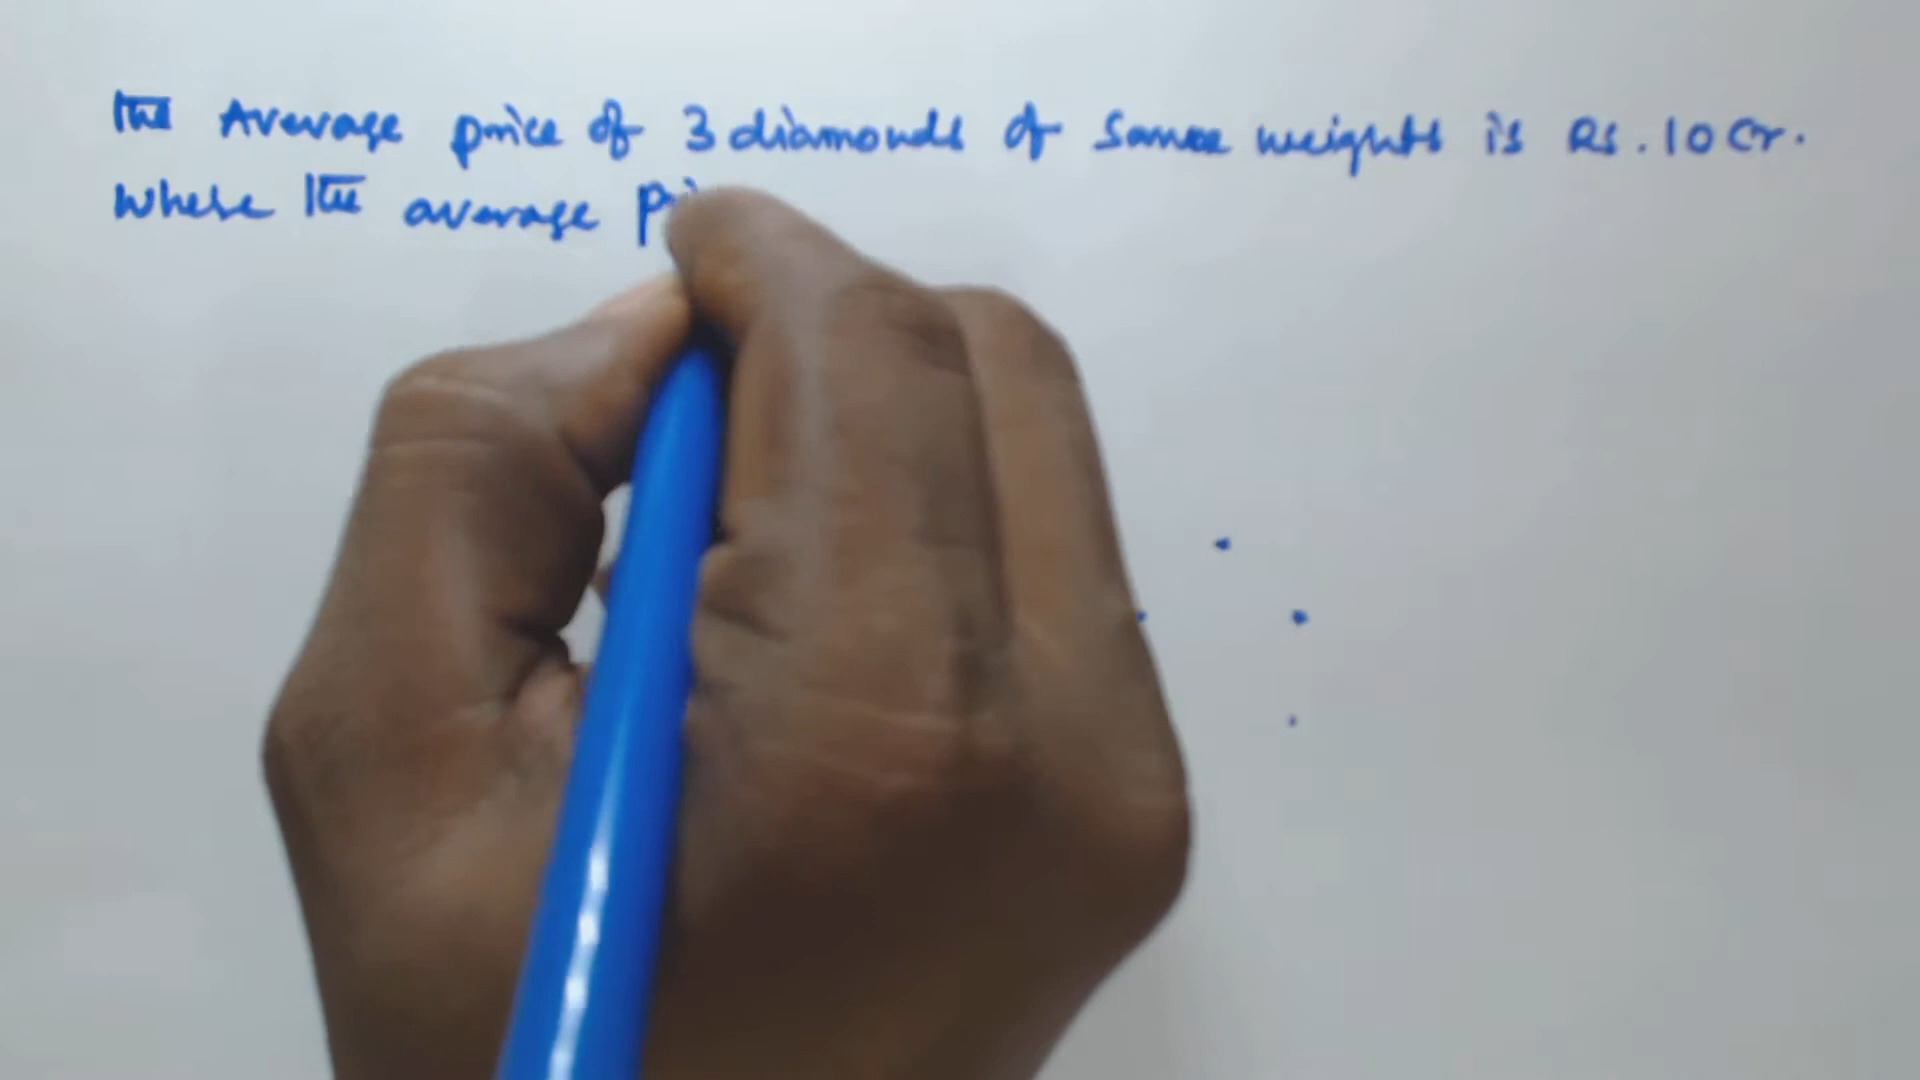 The Average price of 3 diamonds of same weights is Rs. 10 Cr.
Where the average